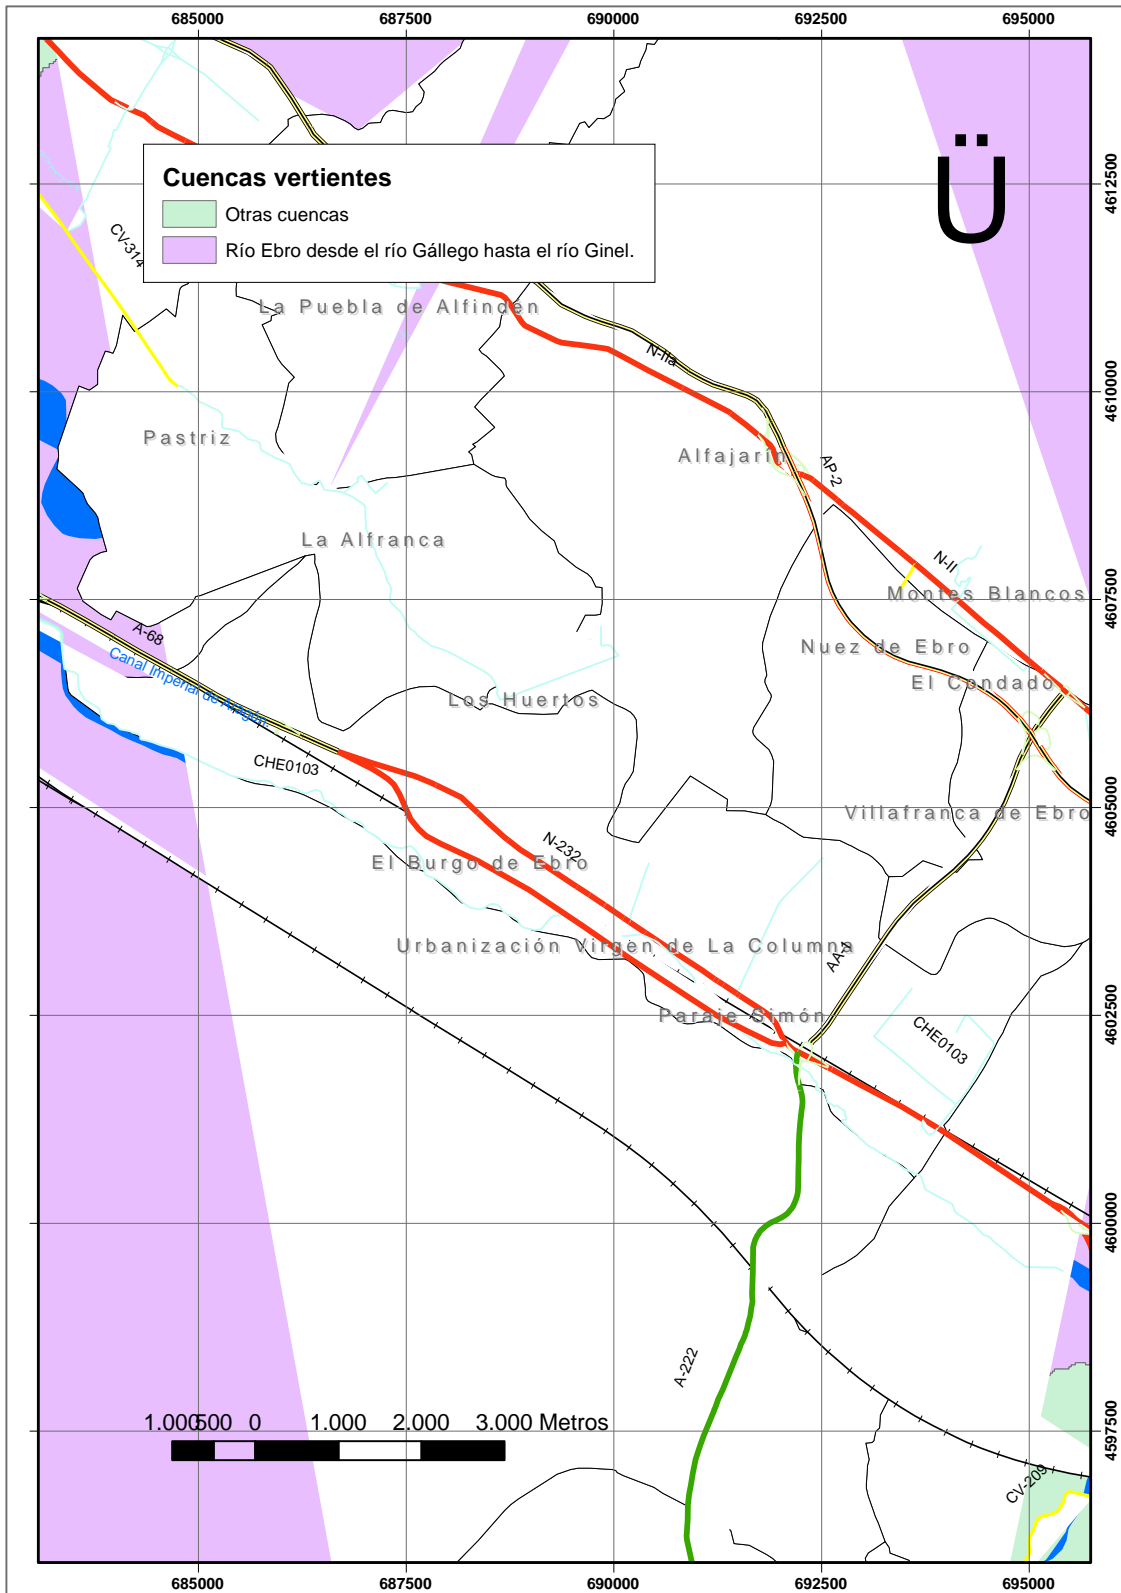 685000 687500 690000 692500 695000
Ü
4612500
Cuencas vertientes
Otras cuencas
Río Ebro desde el río Gállego hasta el río Ginel.
CV-314
La Puebla de Alfindén
N-IIa
4610000
Pastriz
Alfajarín
AP-2
La Alfranca
N-II
Montes Blancos
4607500
A-68
Nuez de Ebro
Canal Imperial de Aragón.
El Condado
Los Huertos
CHE0103
4605000
Villafranca de Ebro
N-232
El Burgo de Ebro
Urbanización Virgen de La Columna
AA-1
Paraje Simón
4602500
CHE0103
4600000
A-222
1.000 500 0 1.000 2.000 3.000 Metros
4597500
CV-209
685000 687500 690000 692500 695000